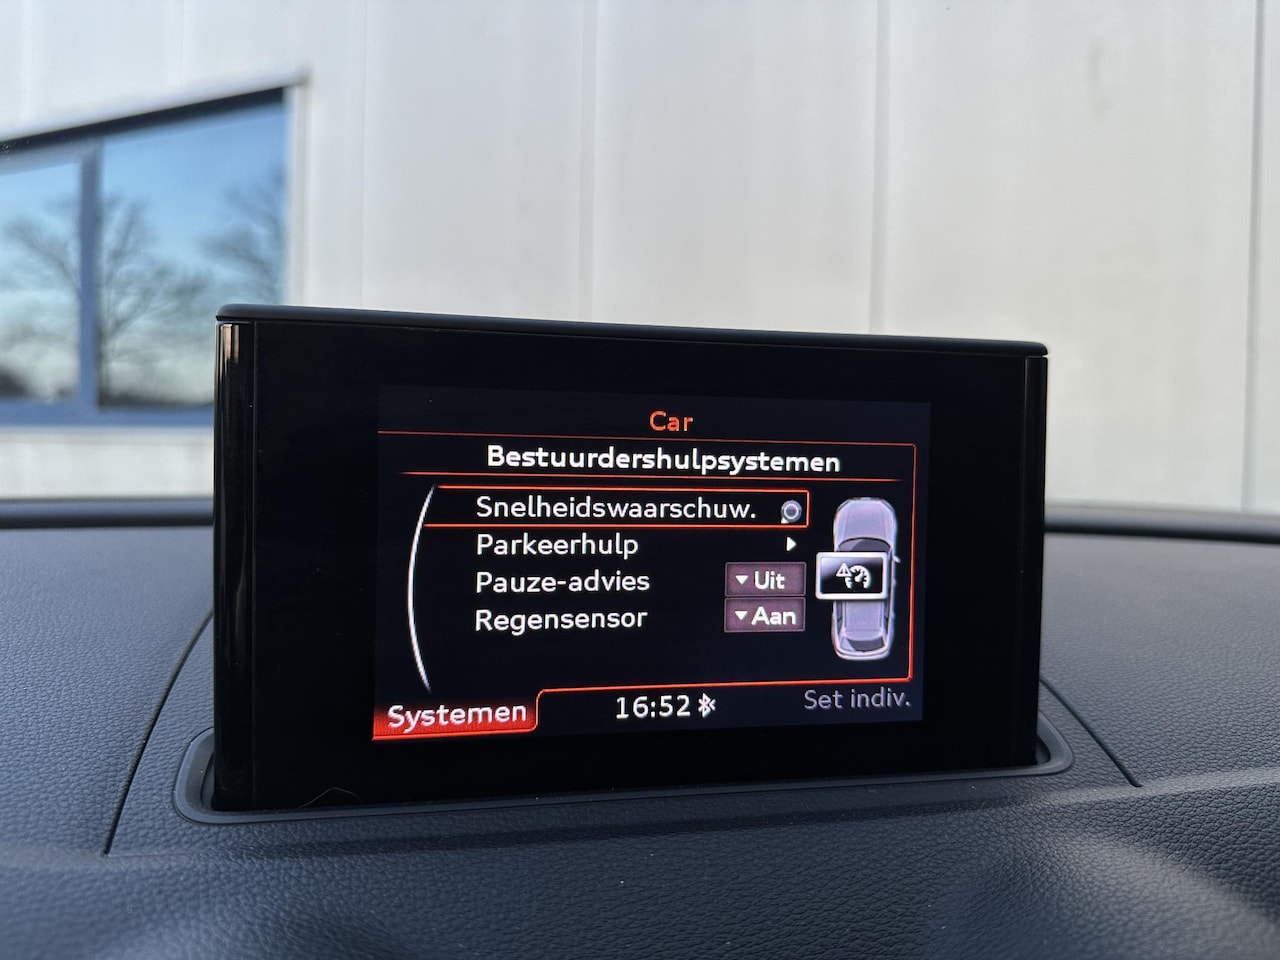 Car
Bestuurdershulpsystemen
Snelheidswaarschuw.
Parkeerhulp
Pauze-advies Uit
Regensensor Aan
Systemen 16:52 Set indiv.